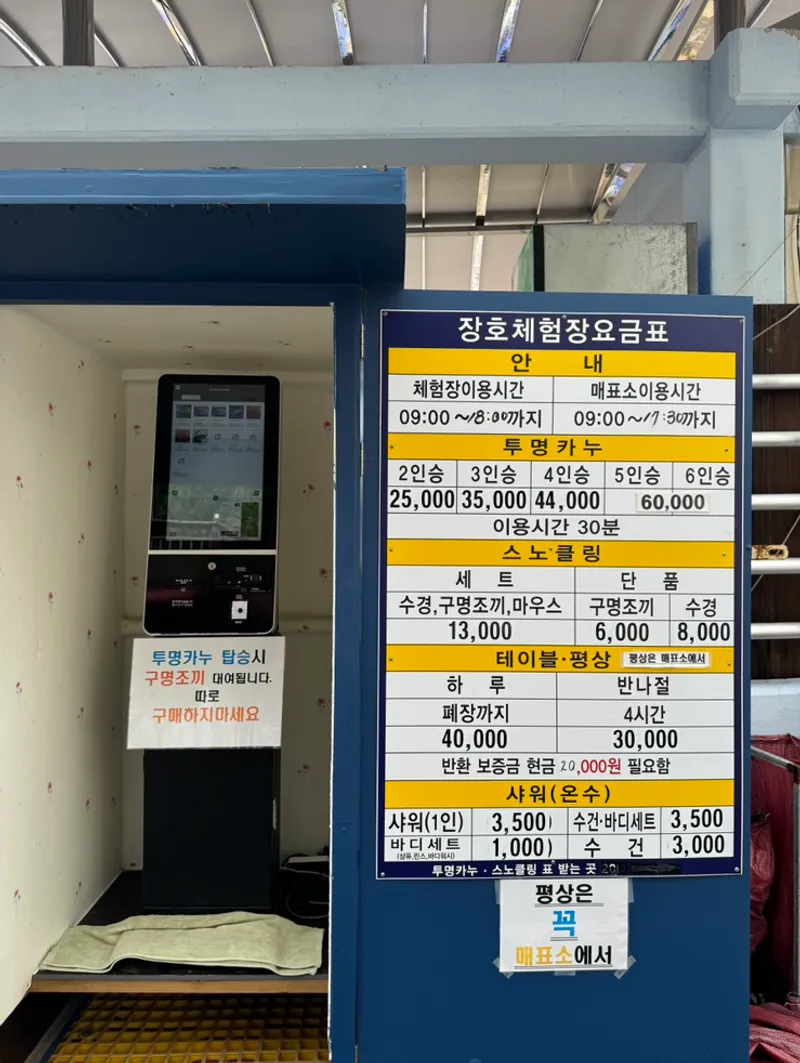 장호체험장요금표
안 내
체험장이용시간 매표소이용시간
09:00~18:00까지 09:00~17:30까지
투명카누
2인승 3인승 4인승 5인승 6인승
25,000 35,000 44,000 60,000
이용시간 30분
스노클링
세 트 단 품
수경,구명조끼,마우스 구명조끼 수경
13,000 6,000 8,000
테이블·평상 평상은 매표소에서
하 루 반나절
폐장까지 4시간
40,000 30,000
반환 보증금 현금 20,000원 필요함
샤워(온수)
샤워(1인) 3,500 수건·바디세트 3,500
바디세트 1,000 수 건 3,000
(샴푸,린스,바디워시)
투명카누·스노클링 표 받는 곳
평상은
꼭
매표소에서
투명카누 탑승시
구명조끼 대여됩니다.
따로
구매하지마세요